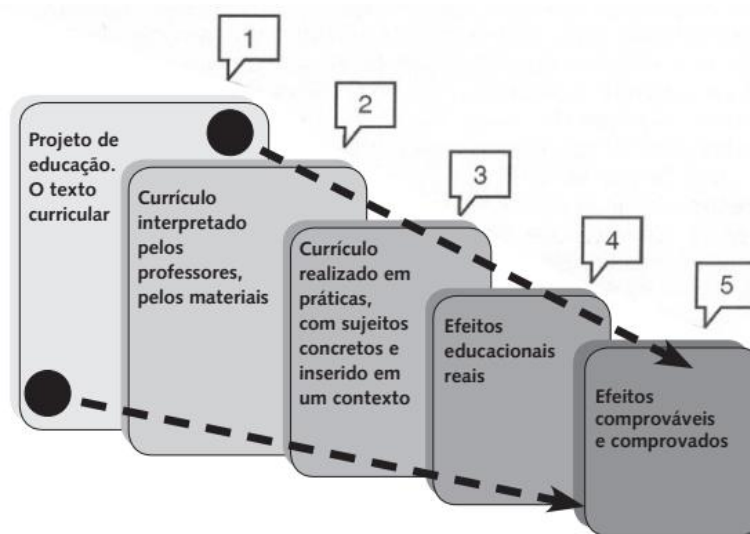 1
Projeto de
educação.
O texto
curricular
2
Currículo
interpretado
pelos
professores,
pelos materiais
3
Currículo
realizado em
práticas,
com sujeitos
concretos e
inserido em
um contexto
4
Efeitos
educacionais
reais
5
Efeitos
comprováveis
e comprovados